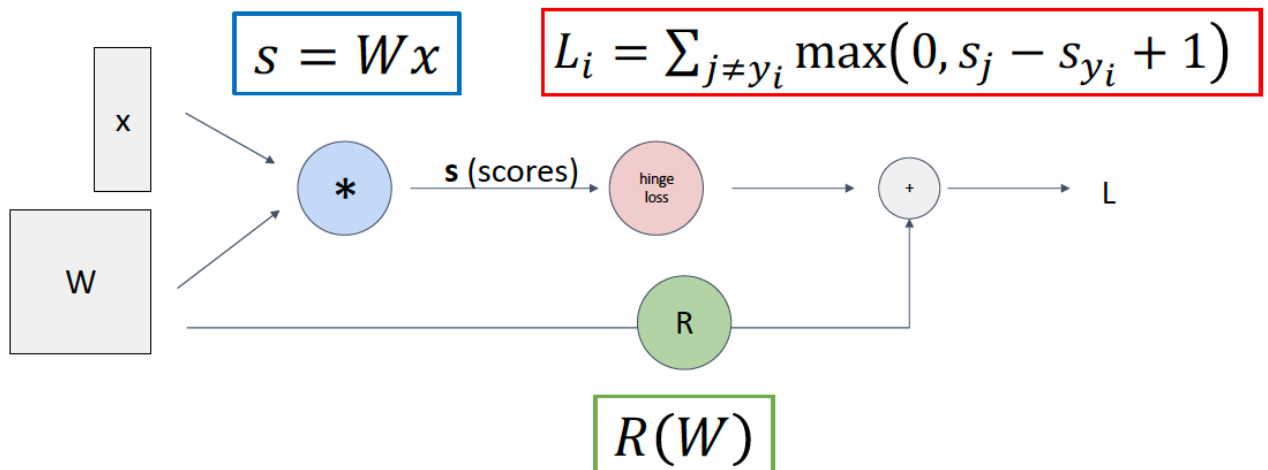 s = Wx
L_i = ∑_{j≠y_i} max(0, s_j − s_{y_i} + 1)
x
*
s (scores)
hinge
loss
+
L
W
R
R(W)